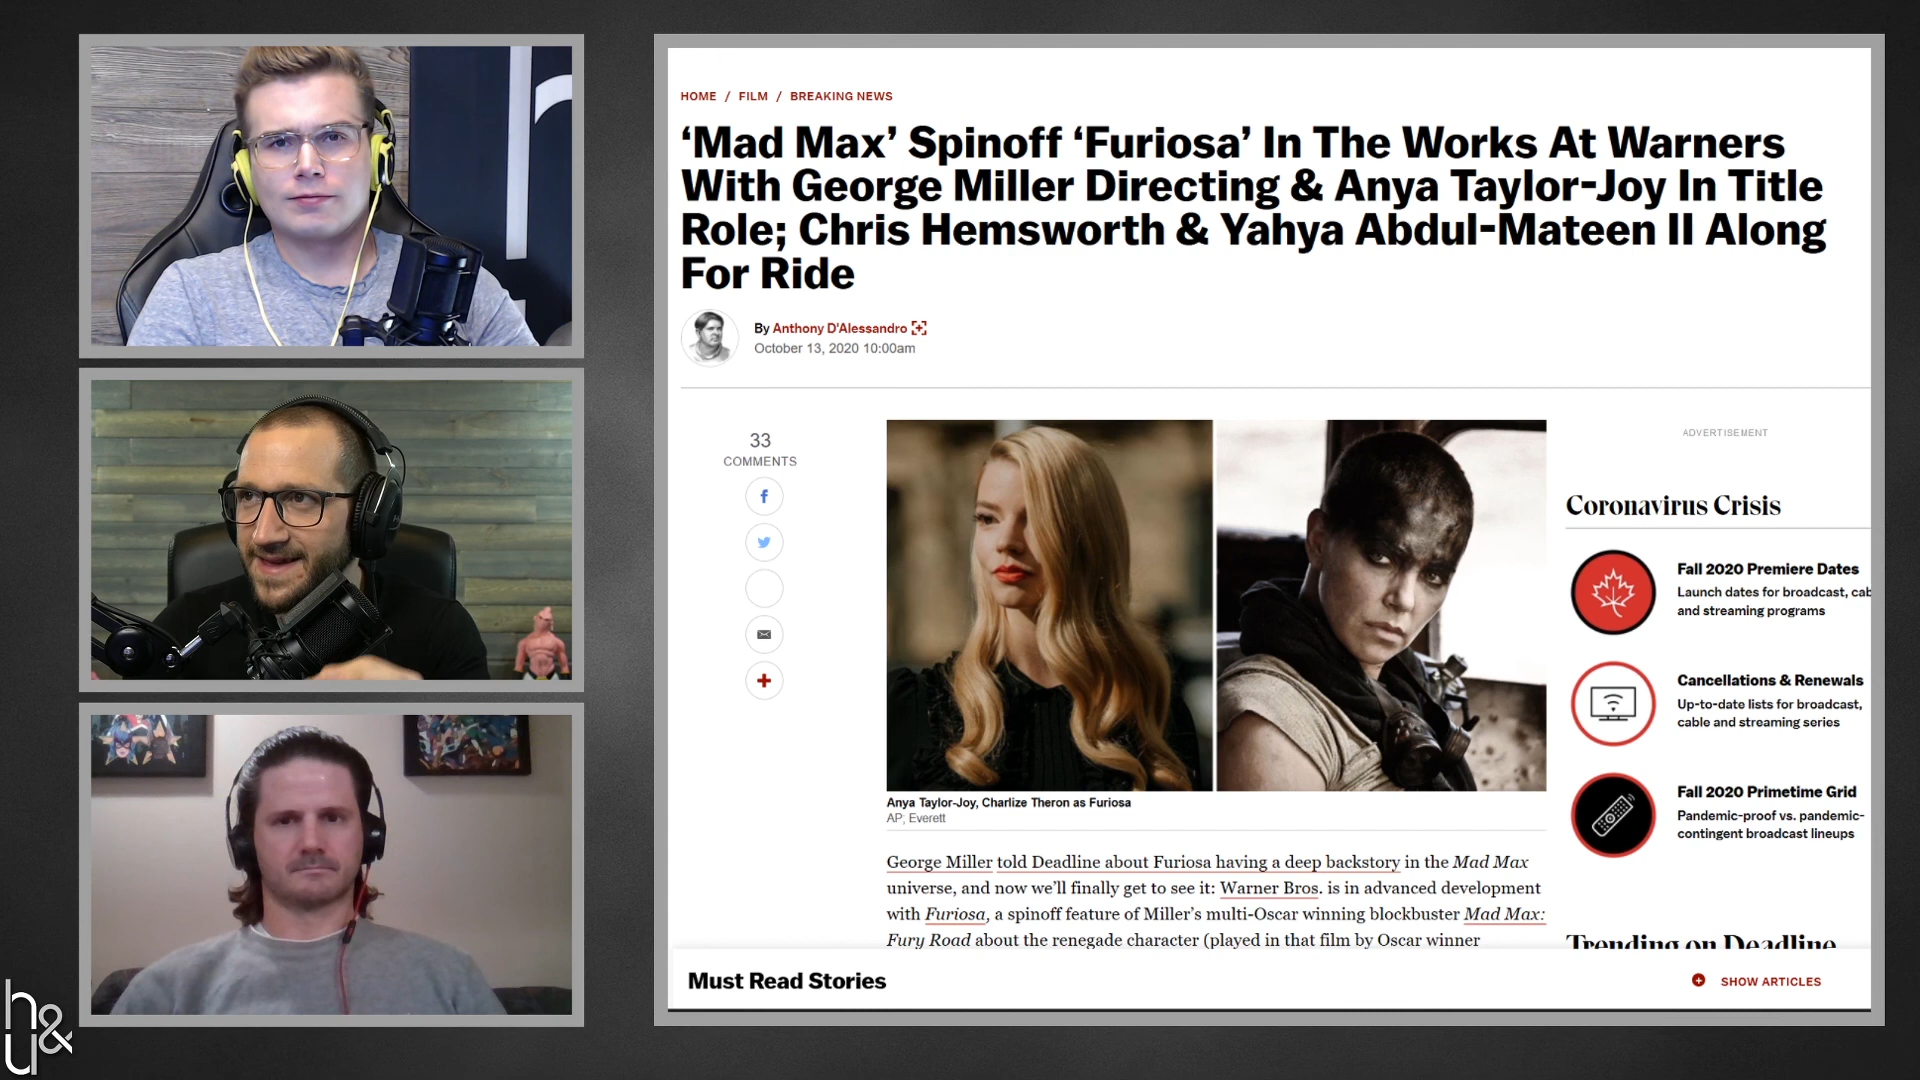 HOME / FILM / BREAKING NEWS
‘Mad Max’ Spinoff ‘Furiosa’ In The Works At Warners
With George Miller Directing & Anya Taylor-Joy In Title
Role; Chris Hemsworth & Yahya Abdul-Mateen II Along
For Ride
By Anthony D'Alessandro
October 13, 2020 10:00am
33
COMMENTS
Anya Taylor-Joy, Charlize Theron as Furiosa
AP; Everett
George Miller told Deadline about Furiosa having a deep backstory in the Mad Max
universe, and now we’ll finally get to see it: Warner Bros. is in advanced development
with Furiosa, a spinoff feature of Miller’s multi-Oscar winning blockbuster Mad Max:
Fury Road about the renegade character (played in that film by Oscar winner
ADVERTISEMENT
Coronavirus Crisis
Fall 2020 Premiere Dates
Launch dates for broadcast, cab
and streaming programs
Cancellations & Renewals
Up-to-date lists for broadcast,
cable and streaming series
Fall 2020 Primetime Grid
Pandemic-proof vs. pandemic-
contingent broadcast lineups
Trending on Deadline
Must Read Stories
SHOW ARTICLES
h&
u